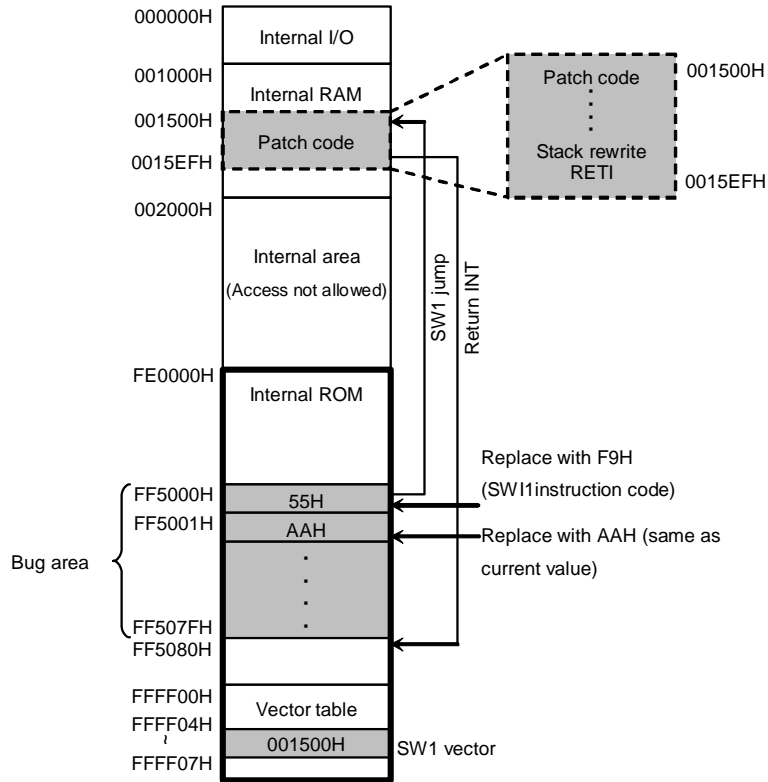 000000H
Internal I/O
001000H
Internal RAM
001500H
Patch code
0015EFH
002000H
Internal area
(Access not allowed)
FE0000H
Internal ROM
FF5000H
55H
FF5001H
AAH
Bug area
FF507FH
FF5080H
FFFF00H
Vector table
FFFF04H
~
001500H
SW1 vector
FFFF07H
SW1 jump
Return INT
Patch code
001500H
Stack rewrite
RETI
0015EFH
Replace with F9H
(SWI1instruction code)
Replace with AAH (same as
current value)